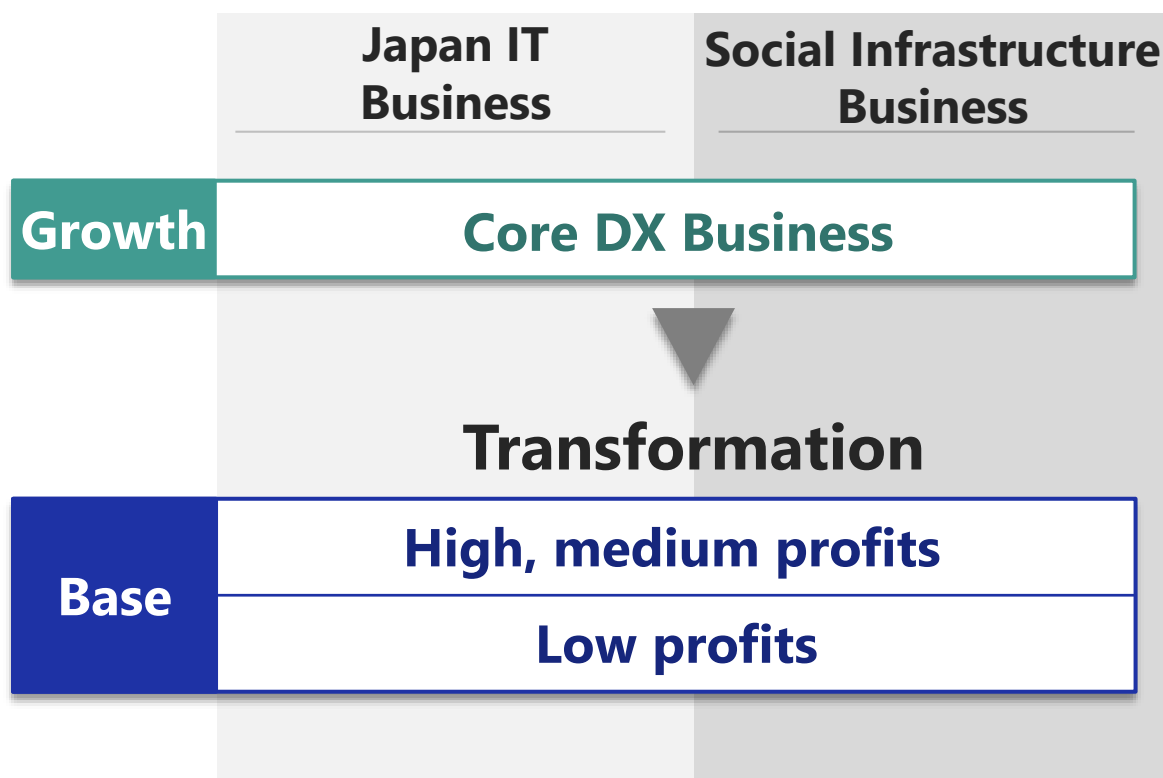 Japan IT
Business
Social Infrastructure
Business
Growth
Core DX Business
Transformation
Base
High, medium profits
Low profits